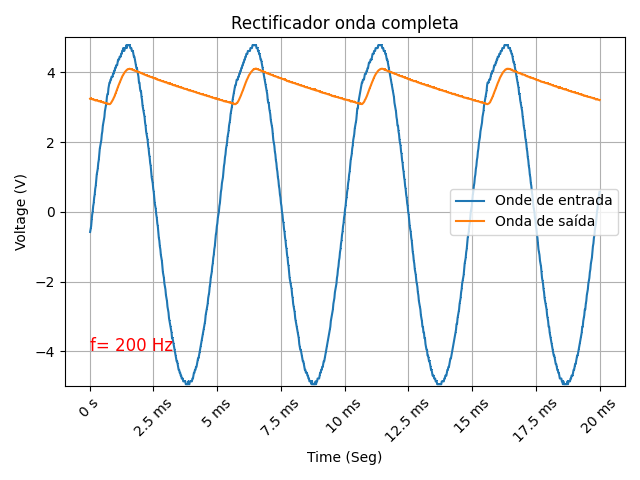 Rectificador onda completa
Voltage (V)
4
2
0
−2
−4
Onde de entrada
Onda de saída
f= 200 Hz
0 s
2.5 ms
5 ms
7.5 ms
10 ms
12.5 ms
15 ms
17.5 ms
20 ms
Time (Seg)